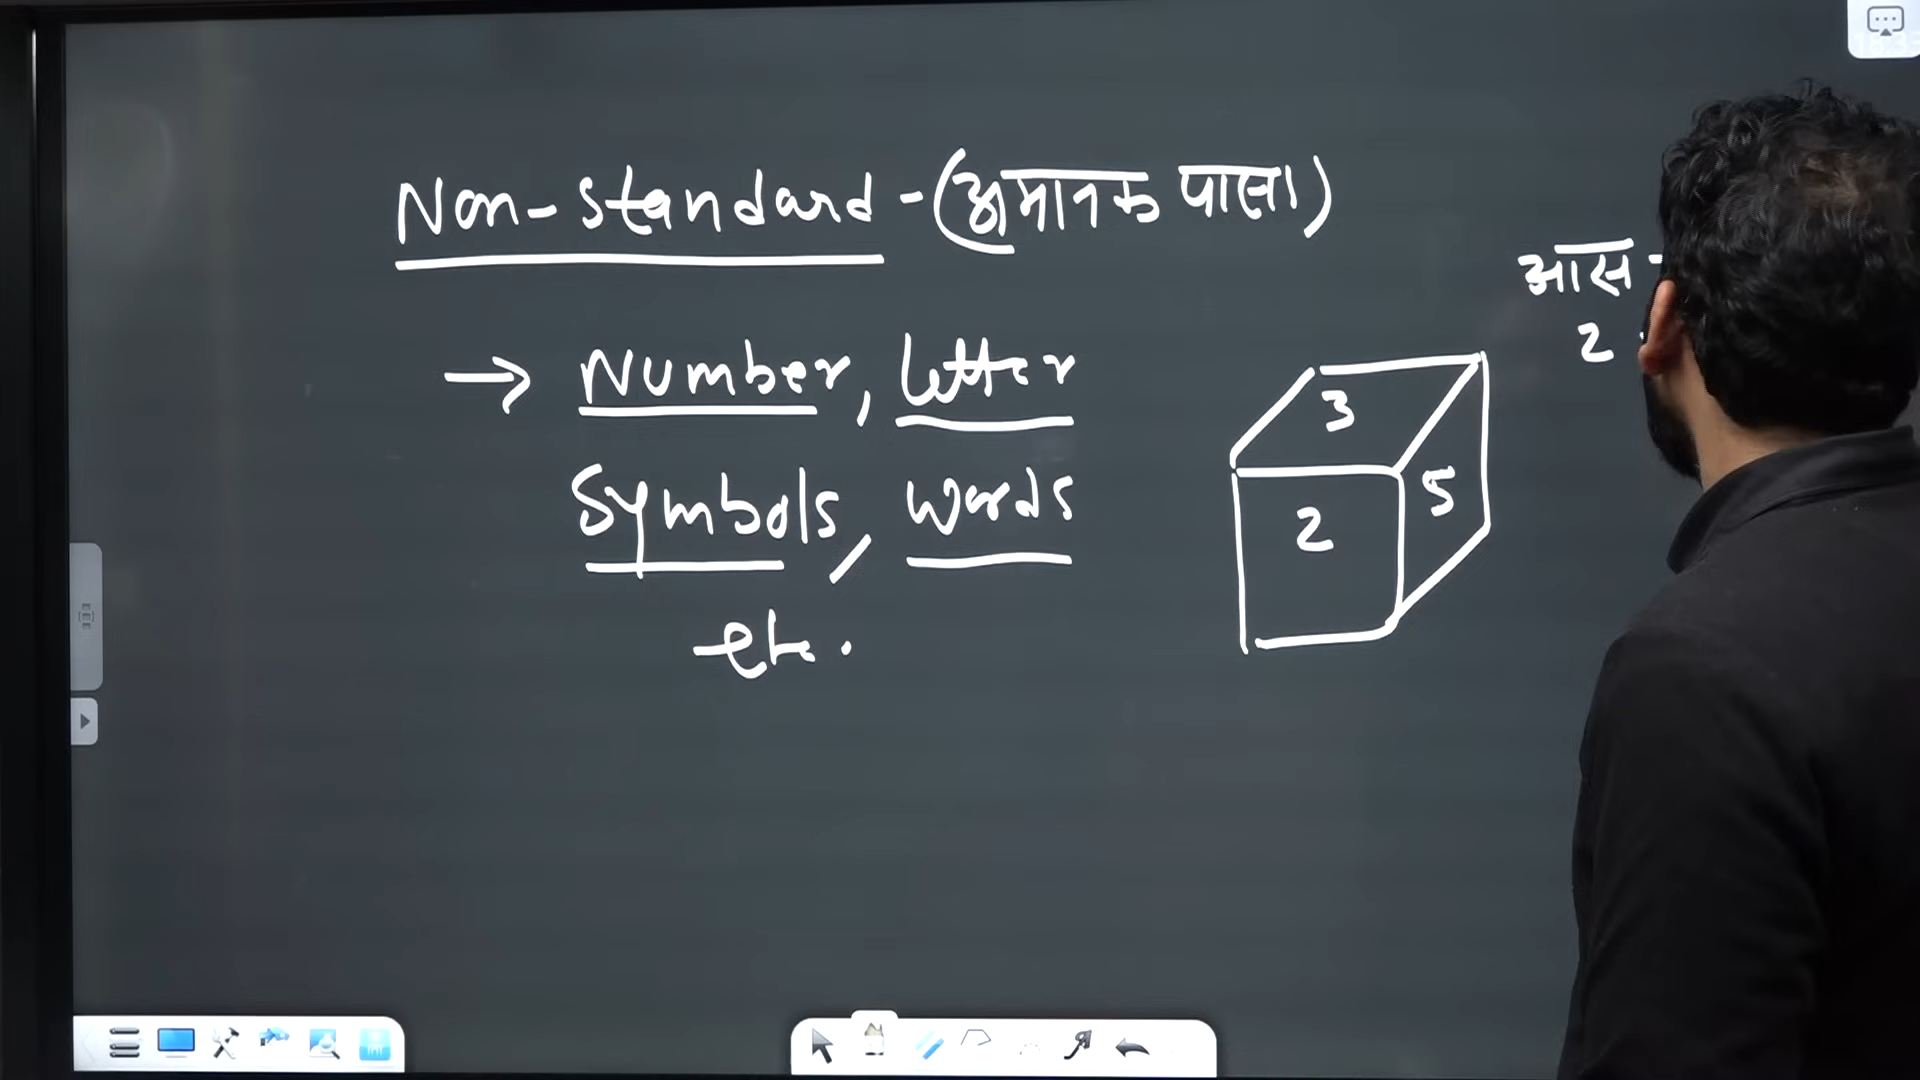 Non-standard - (अमानक पासा)
→ Number, Letter
Symbols, Words
etc.
3
2
5
आस -
2